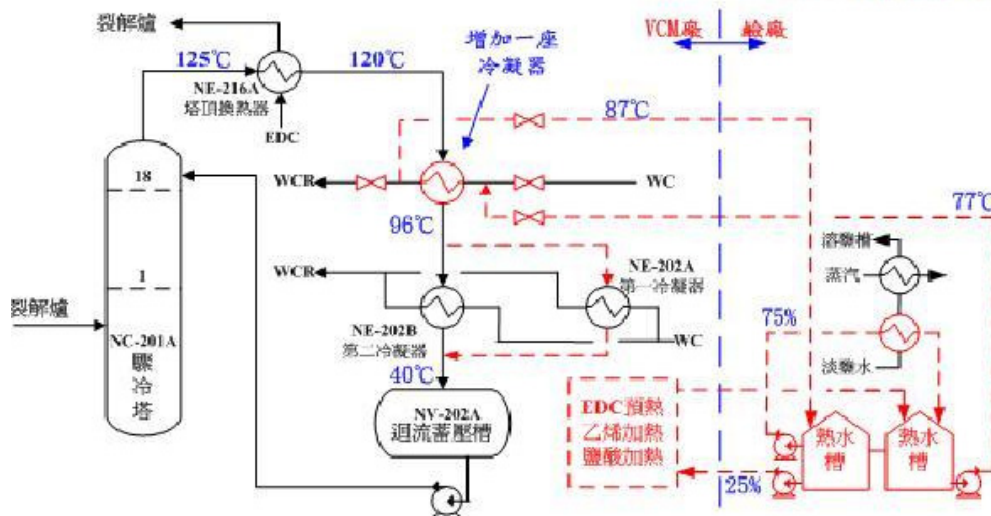 裂解爐
VCM廠
鹼廠
增加一座
冷凝器
125℃
120℃
NE-216A
塔頂換熱器
EDC
87℃
18
WCR
WC
77℃
96℃
溶鹽槽
蒸汽
1
WCR
NE-202A
第一冷凝器
裂解爐
NC-201A
驟
冷
塔
NE-202B
第二冷凝器
WC
75%
淡鹽水
40℃
NV-202A
迴流蓄壓槽
EDC預熱
乙烯加熱
鹽酸加熱
熱水
槽
熱水
槽
25%